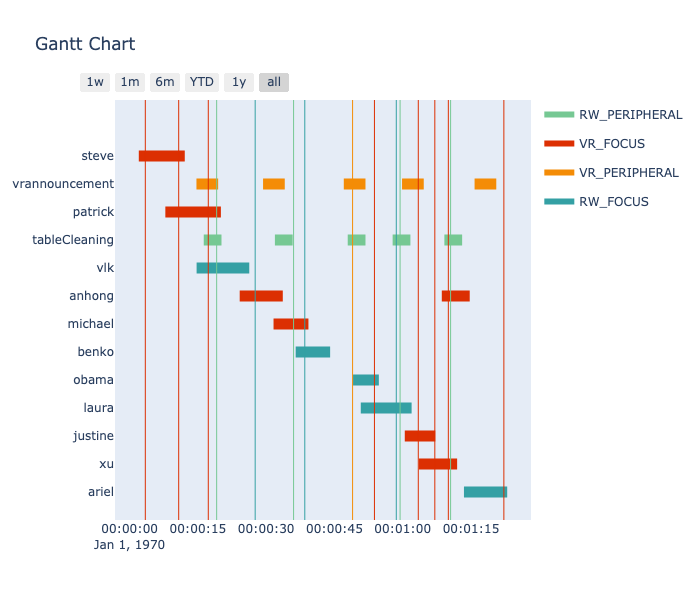 Gantt Chart
1w 1m 6m YTD 1y all
RW_PERIPHERAL
VR_FOCUS
VR_PERIPHERAL
RW_FOCUS
steve
vrannouncement
patrick
tableCleaning
vlk
anhong
michael
benko
obama
laura
justine
xu
ariel
00:00:00 00:00:15 00:00:30 00:00:45 00:01:00 00:01:15
Jan 1, 1970